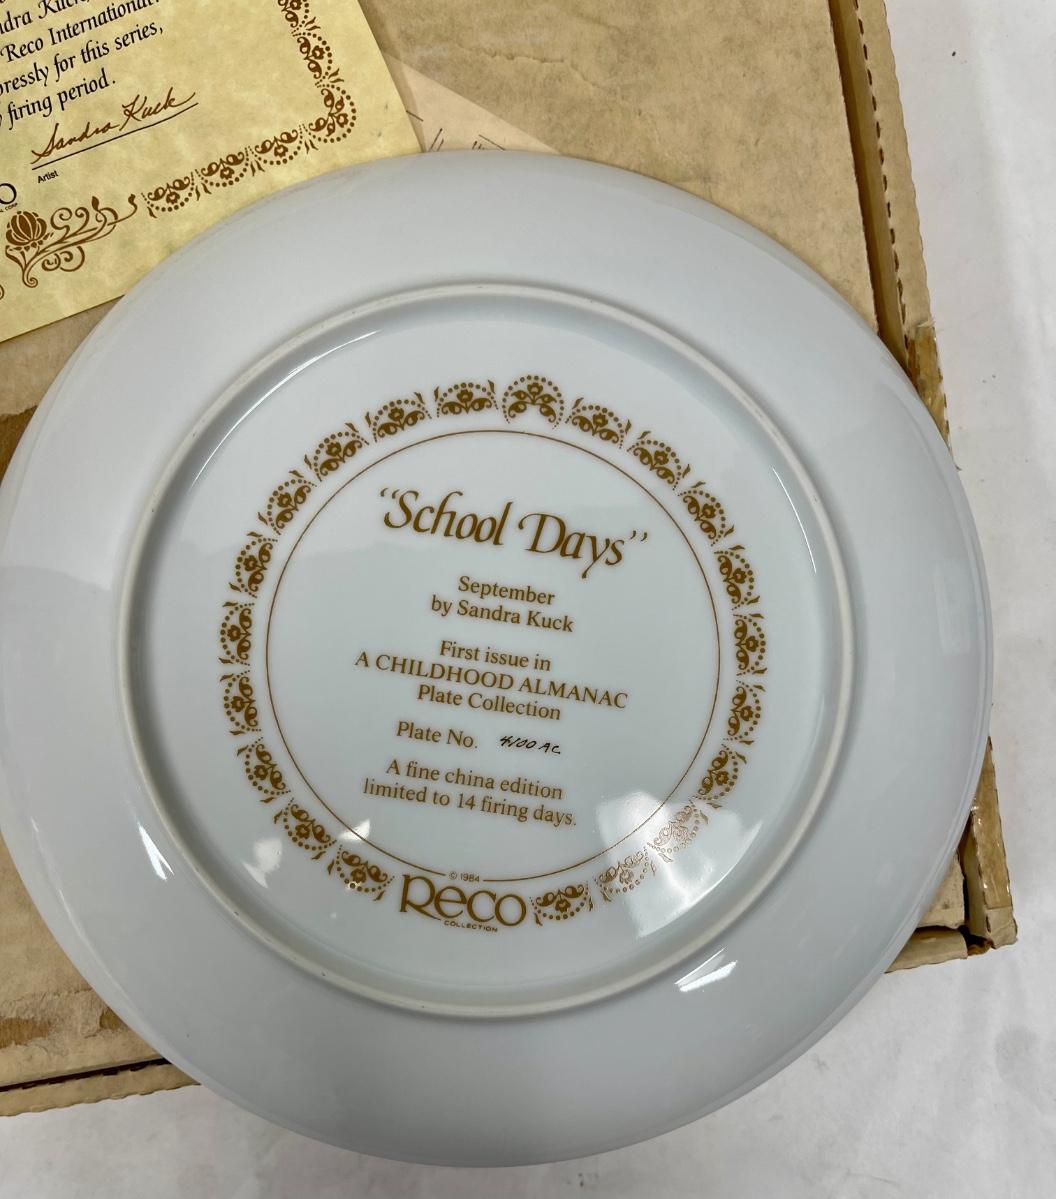 Reco International.
pressly for this series,
firing period.
Sandra Kuck
Artist
“School Days”
September
by Sandra Kuck
First issue in
A CHILDHOOD ALMANAC
Plate Collection
Plate No. 4100 AC
A fine china edition
limited to 14 firing days.
© 1984
Reco
COLLECTION